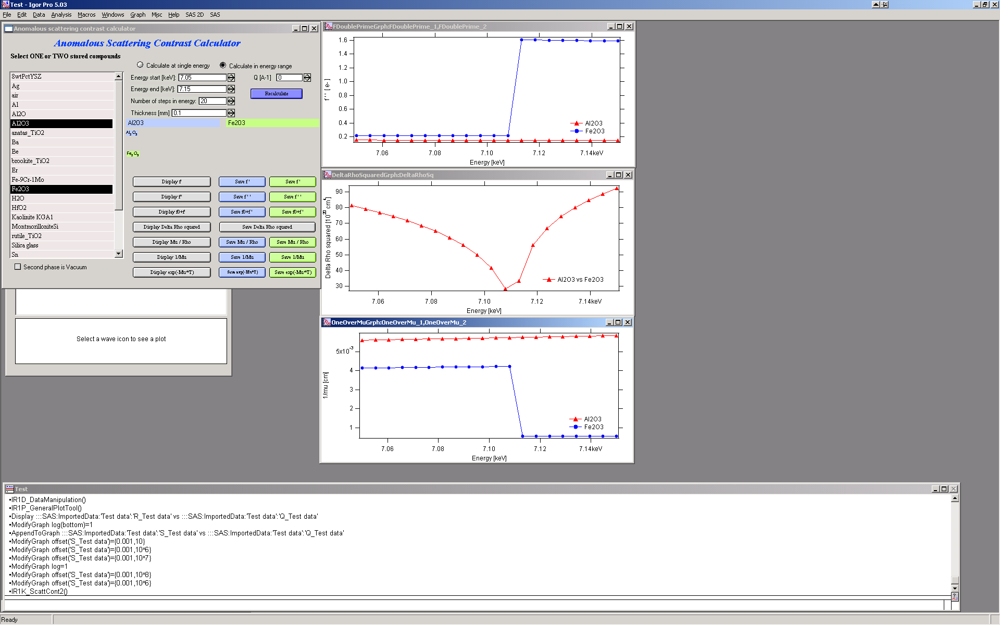 Test - Igor Pro 5.03
File Edit Data Analysis Macros Windows Graph Misc Help SAS 2D SAS
Anomalous scattering contrast calculator
Anomalous Scattering Contrast Calculator
Select ONE or TWO stored compounds
8wtPctYSZ
Ag
air
Al
Al2O
Al2O3
anatas_TiO2
Ba
Be
brookite_TiO2
Er
Fe-9Cr-1Mo
Fe2O3
H2O
HfO2
Kaolinite KGA1
MontmorilloniteSi
rutile_TiO2
Silica glass
Sn
Second phase is Vacuum
Calculate at single energy Calculate in energy range
Energy start [keV]: 7.05 Q [A-1] 0
Energy end [keV]: 7.15 Recalculate
Number of steps in energy: 20
Thickness [mm] 0.1
Al2O3 Fe2O3
Al2O3
Fe2O3
Display f' Save f' Save f'
Display f'' Save f'' Save f''
Display f0+f' Save f0+f' Save f0+f'
Display Delta Rho squared Save Delta Rho squared
Display Mu / Rho Save Mu / Rho Save Mu / Rho
Display 1/Mu Save 1/Mu Save 1/Mu
Display exp(-Mu*T) Save exp(-Mu*T) Save exp(-Mu*T)
Select a wave icon to see a plot
FDoublePrimeGrph:FDoublePrime_1,FDoublePrime_2
f'' [ e-]
1.6
1.4
1.2
1.0
0.8
0.6
0.4
0.2
Al2O3
Fe2O3
7.06 7.08 7.10 7.12 7.14keV
Energy [keV]
DeltaRhoSquaredGrph:DeltaRhoSq
Delta Rho squared [10^20 cm^4]
90
80
70
60
50
40
30
Al2O3 vs Fe2O3
7.06 7.08 7.10 7.12 7.14keV
Energy [keV]
OneOverMuGrph:OneOverMu_1,OneOverMu_2
1/mu [cm]
5x10^-3
4
3
2
1
Al2O3
Fe2O3
7.06 7.08 7.10 7.12 7.14keV
Energy [keV]
Test
•IR1D_DataManipulation()
•IR1P_GeneralPlotTool()
•Display :::SAS:ImportedData:'Test data':'R_Test data' vs :::SAS:ImportedData:'Test data':'Q_Test data'
•ModifyGraph log(bottom)=1
•AppendToGraph :::SAS:ImportedData:'Test data':'S_Test data' vs :::SAS:ImportedData:'Test data':'Q_Test data'
•ModifyGraph offset('S_Test data')={0.001,10}
•ModifyGraph offset('S_Test data')={0.001,10^6}
•ModifyGraph offset('S_Test data')={0.001,10^7}
•ModifyGraph log=1
•ModifyGraph offset('S_Test data')={0.001,10^8}
•ModifyGraph offset('S_Test data')={0.001,10^6}
•IR1K_ScattCont2()
Ready